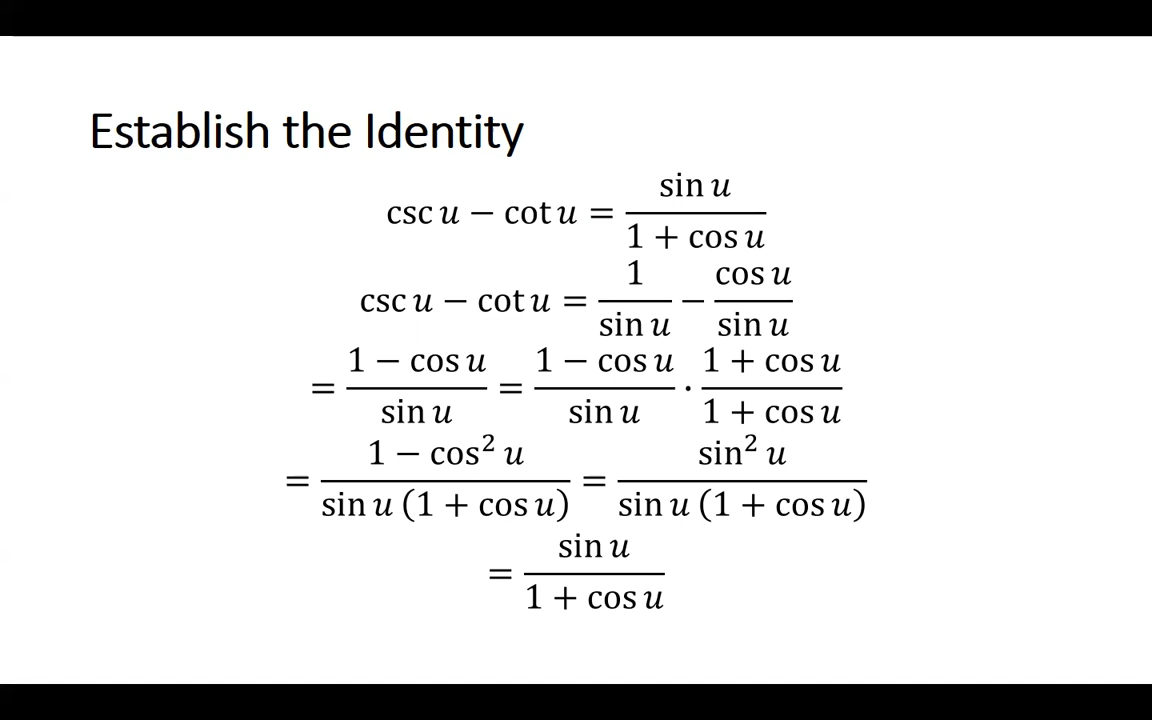 Establish the Identity
csc u − cot u = sin u / (1 + cos u)
csc u − cot u = 1 / sin u − cos u / sin u
= (1 − cos u) / sin u = (1 − cos u) / sin u · (1 + cos u) / (1 + cos u)
= (1 − cos² u) / (sin u (1 + cos u)) = sin² u / (sin u (1 + cos u))
= sin u / (1 + cos u)